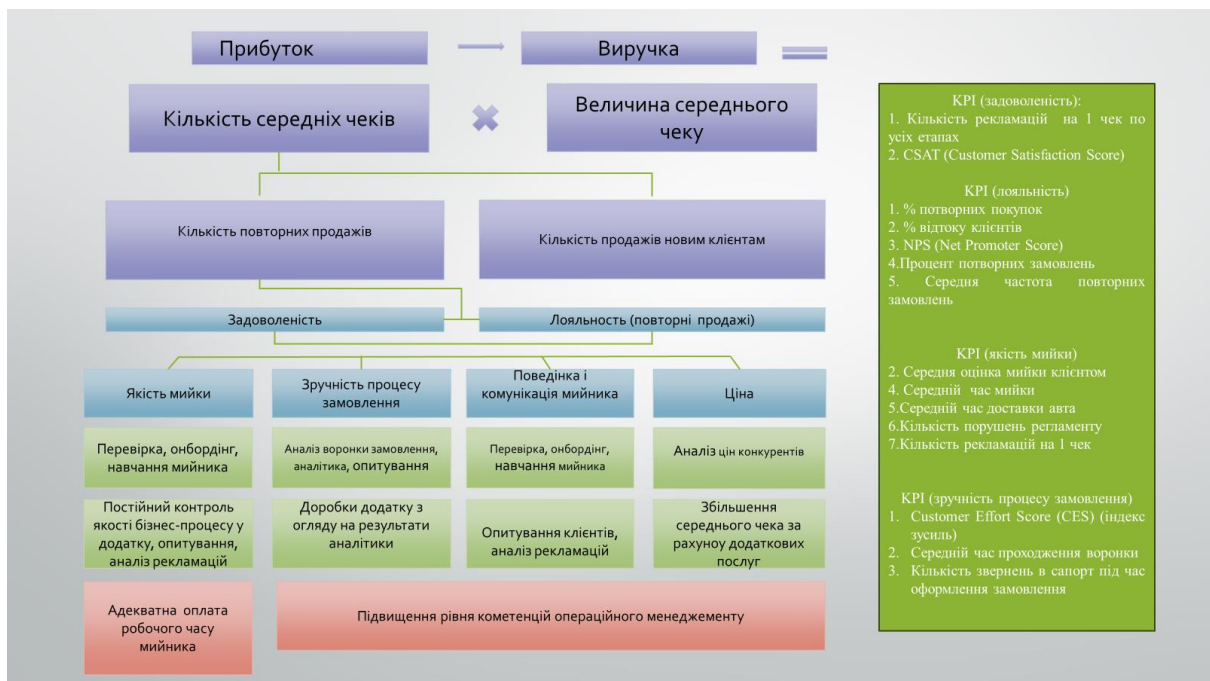 Прибуток
Виручка
Кількість середніх чеків
Величина середнього
чеку
Кількість повторних продажів
Кількість продажів новим клієнтам
Задоволеність
Лояльность (повторні продажі)
Якість мийки
Зручність процесу
замовлення
Поведінка і
комунікація мийника
Ціна
Перевірка, онбордінг,
навчання мийника
Аналіз воронки замовлення,
аналітика, опитування
Перевірка, онбордінг,
навчання мийника
Аналіз цін конкурентів
Постійний контроль
якості бізнес-процесу у
додатку, опитування,
аналіз рекламацій
Доробки додатку з
огляду на результати
аналітики
Опитування клієнтів,
аналіз рекламацій
Збільшення
середнього чека за
рахуноу додаткових
послуг
Адекватна оплата
робочого часу
мийника
Підвищення рівня кометенцій операційного менеджементу
KPI (задоволеність):
1. Кількість рекламацій на 1 чек по
усіх етапах
2. CSAT (Customer Satisfaction Score)
KPI (лояльність)
1. % потворних покупок
2. % відтоку клієнтів
3. NPS (Net Promoter Score)
4.Процент потворних замовлень
5. Середня частота повторних
замовлень
KPI (якість мийки)
2. Середня оцінка мийки клієнтом
4. Середній час мийки
5.Середній час доставки авта
6.Кількість порушень регламенту
7.Кількість рекламацій на 1 чек
KPI (зручність процесу замовлення)
1. Customer Effort Score (CES) (індекс
зусиль)
2. Середній час проходження воронки
3. Кількість звернень в сапорт під час
оформлення замовлення